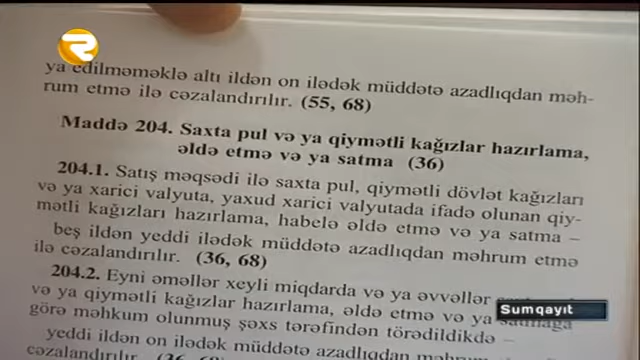 ya edilməməklə altı ildən on ilədək müddətə azadlıqdan məh-
rum etmə ilə cəzalandırılır. (55, 68)
Maddə 204. Saxta pul və ya qiymətli kağızlar hazırlama,
əldə etmə və ya satma (36)
204.1. Satış məqsədi ilə saxta pul, qiymətli dövlət kağızları
və ya xarici valyuta, yaxud xarici valyutada ifadə olunan qiy-
mətli kağızları hazırlama, habelə əldə etmə və ya satma –
beş ildən yeddi ilədək müddətə azadlıqdan məhrum etmə
ilə cəzalandırılır. (36, 68)
204.2. Eyni əməllər xeyli miqdarda və ya əvvəllər
və ya qiymətli kağızlar hazırlama, əldə etmə və ya satmağa
görə məhkum olunmuş şəxs tərəfindən törədildikdə –
yeddi ildən on ilədək müddətə azadlıqdan məhrum
cəzalandırılır. (36, 68)
Sumqayıt